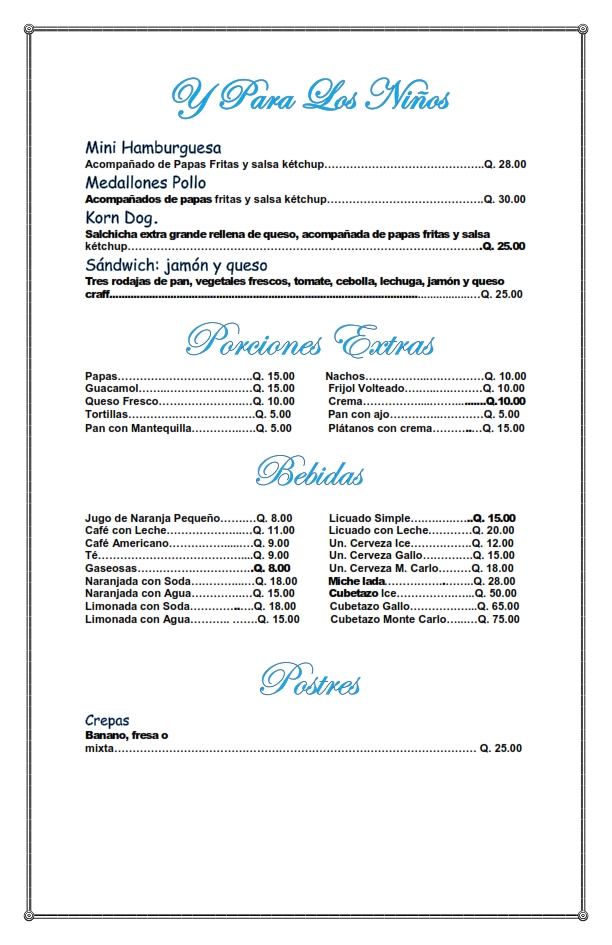 Y Para Los Niños
Mini Hamburguesa
Acompañado de Papas Fritas y salsa kétchup……………………………………..Q. 28.00
Medallones Pollo
Acompañados de papas fritas y salsa kétchup…………………………………….Q. 30.00
Korn Dog.
Salchicha extra grande rellena de queso, acompañada de papas fritas y salsa
kétchup……………………………………………………………………………….Q. 25.00
Sándwich: jamón y queso
Tres rodajas de pan, vegetales frescos, tomate, cebolla, lechuga, jamón y queso
craff.......................................................................................................................…Q. 25.00
Porciones Extras
Papas……………………………….Q. 15.00
Guacamol……..…………………...Q. 15.00
Queso Fresco……..………….…..Q. 10.00
Tortillas…………………………….Q. 5.00
Pan con Mantequilla…………..…..Q. 5.00
Nachos……………...…………….Q. 10.00
Frijol Volteado……..………….…Q. 10.00
Crema……………....………..........Q.10.00
Pan con ajo………….………..…..Q. 5.00
Plátanos con crema………..…Q. 15.00
Bebidas
Jugo de Naranja Pequeño……….…Q. 8.00
Café con Leche…………………...….Q. 11.00
Café Americano……………........….Q. 9.00
Té……………………………………...Q. 9.00
Gaseosas………………………….Q. 8.00
Naranjada con Soda………...….…Q. 18.00
Naranjada con Agua……….…….Q. 15.00
Limonada con Soda…………..….Q. 18.00
Limonada con Agua……….. …….Q. 15.00
Licuado Simple……………..Q. 15.00
Licuado con Leche…………Q. 20.00
Un. Cerveza Ice………….…Q. 12.00
Un. Cerveza Gallo…..………Q. 15.00
Un. Cerveza M. Carlo………Q. 18.00
Miche lada…………….……..Q. 28.00
Cubetazo Ice………………….…..Q. 50.00
Cubetazo Gallo………………..Q. 65.00
Cubetazo Monte Carlo…...…Q. 75.00
Postres
Crepas
Banano, fresa o
mixta……………………………………………………………………………… Q. 25.00